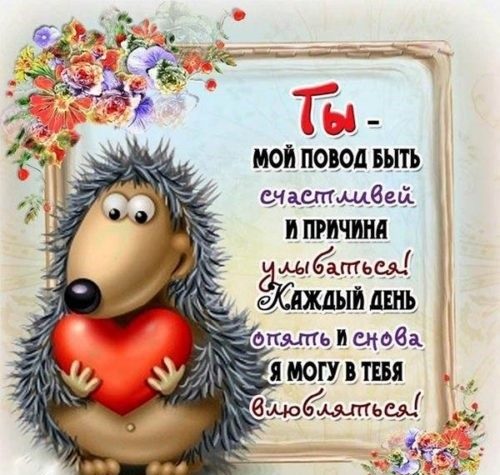 Ты -
МОЙ ПОВОД БЫТЬ
счастливей
И ПРИЧИНА
улыбаться!
КАЖДЫЙ ДЕНЬ
опять И снова
Я МОГУ В ТЕБЯ
влюбляться!